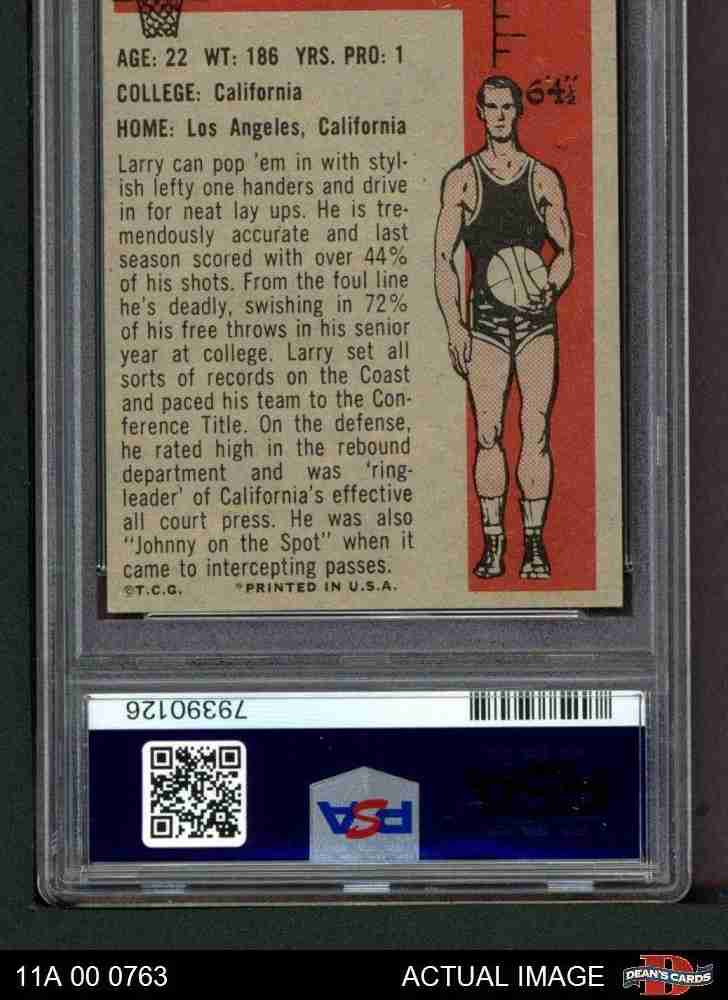 AGE: 22 WT: 186 YRS. PRO: 1
COLLEGE: California
HOME: Los Angeles, California
6'4½"
Larry can pop 'em in with styl-
ish lefty one handers and drive
in for neat lay ups. He is tre-
mendously accurate and last
season scored with over 44%
of his shots. From the foul line
he's deadly, swishing in 72%
of his free throws in his senior
year at college. Larry set all
sorts of records on the Coast
and paced his team to the Con-
ference Title. On the defense,
he rated high in the rebound
department and was 'ring-
leader' of California's effective
all court press. He was also
"Johnny on the Spot" when it
came to intercepting passes.
©T.C.G. *PRINTED IN U.S.A.
79390126
PSA
11A 00 0763
ACTUAL IMAGE
DEAN'S CARDS